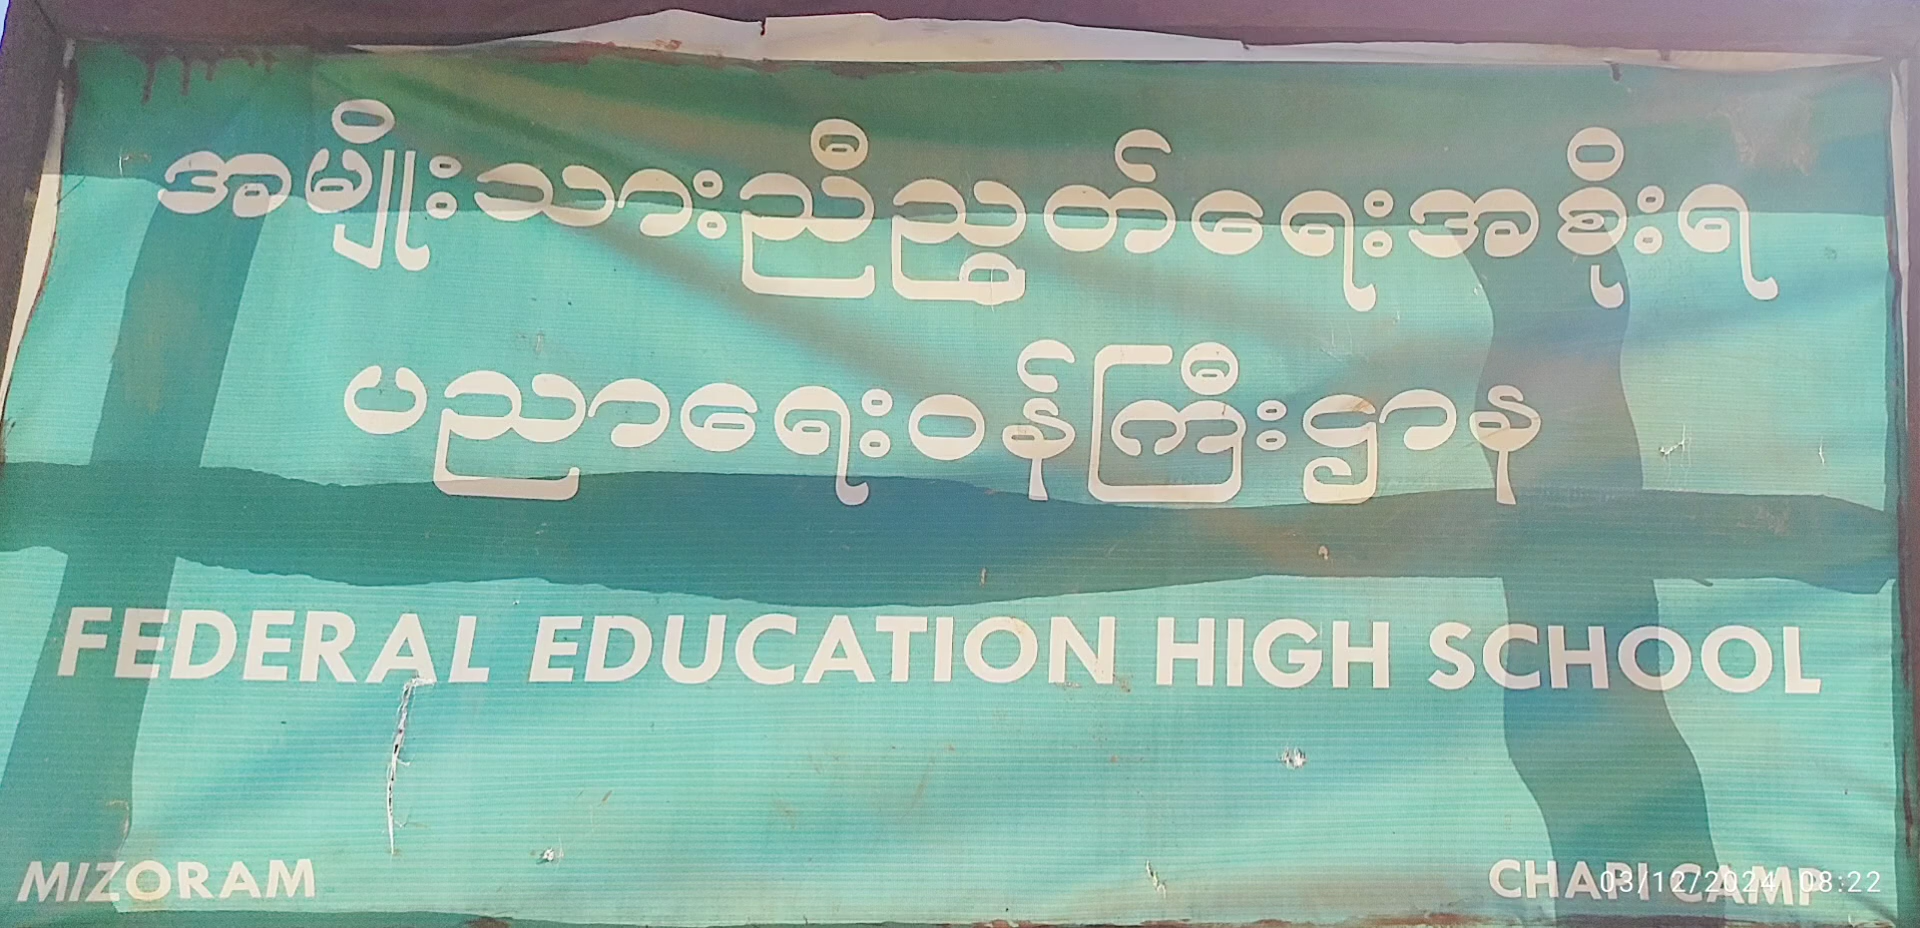 အမျိုးသားညီညွတ်ရေးအစိုးရ
ပညာရေးဝန်ကြီးဌာန
FEDERAL EDUCATION HIGH SCHOOL
MIZORAM
CHAPI CAMP
03/12/2024 08:22